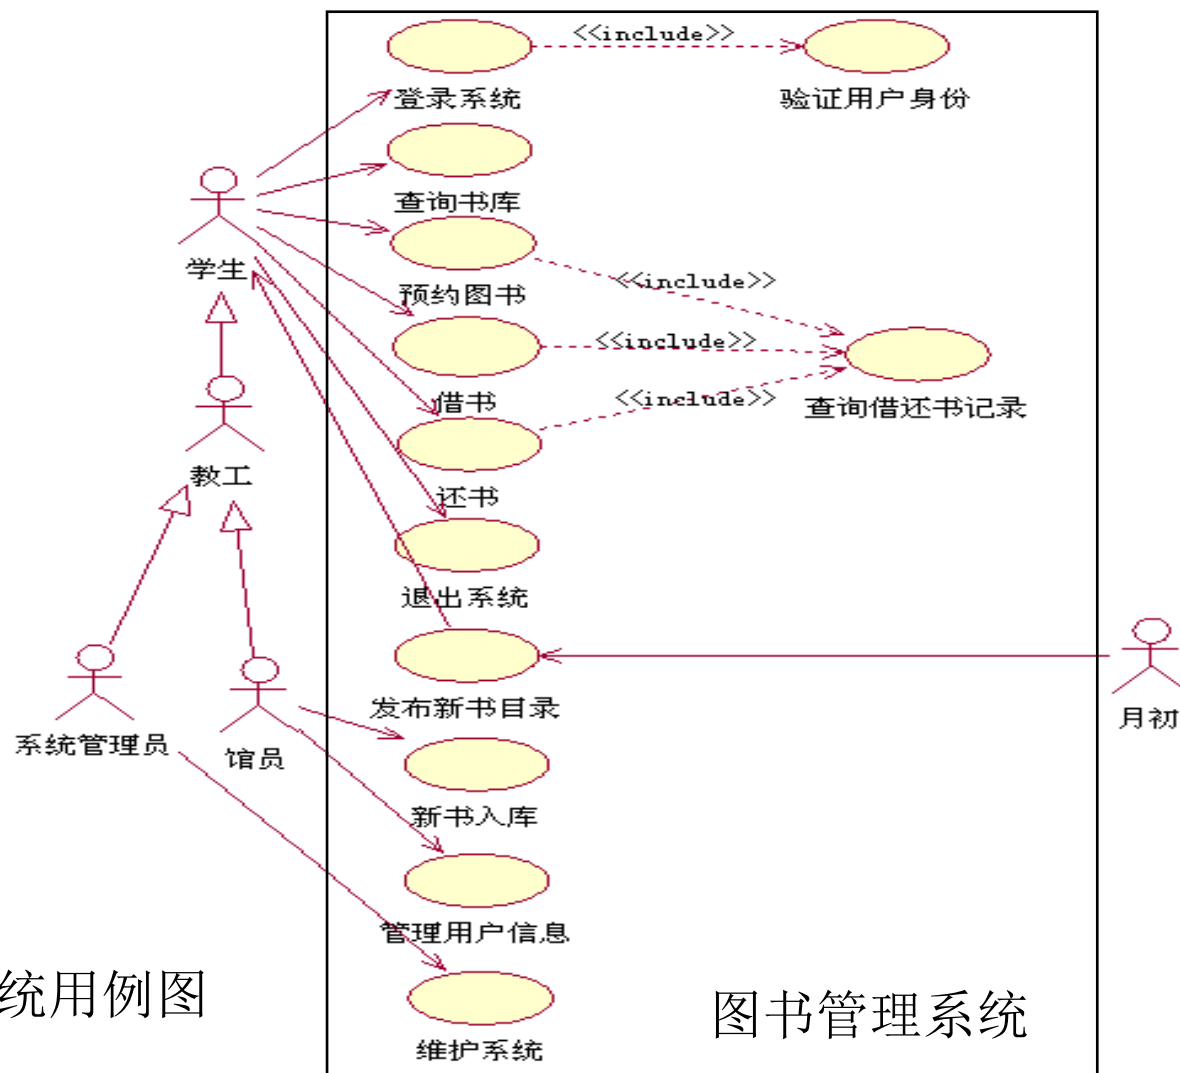 <<include>>
登录系统
验证用户身份
查询书库
学生
预约图书
<<include>>
借书
<<include>>
<<include>>
查询借还书记录
教工
还书
退出系统
发布新书目录
月初
系统管理员
馆员
新书入库
管理用户信息
统用例图
图书管理系统
维护系统